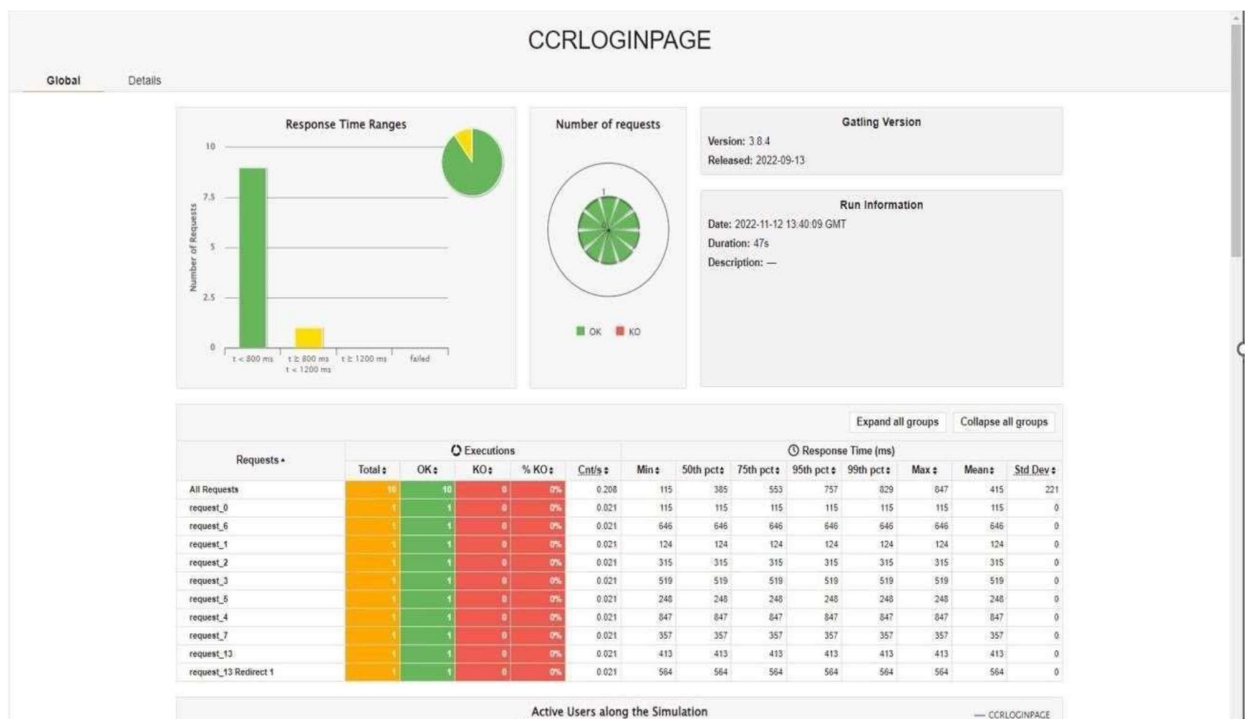 CCRLOGINPAGE
Global Details
Response Time Ranges
10
7.5
5
2.5
0
Number of Requests
t < 800 ms
t ≥ 800 ms
t < 1200 ms
t ≥ 1200 ms
failed
Number of requests
1
0
OK KO
Gatling Version
Version: 3.8.4
Released: 2022-09-13
Run Information
Date: 2022-11-12 13:40:09 GMT
Duration: 47s
Description: —
Expand all groups Collapse all groups
Requests Executions Response Time (ms)
Total OK KO % KO Cnt/s Min 50th pct 75th pct 95th pct 99th pct Max Mean Std Dev
All Requests 10 10 0 0% 0.208 115 385 553 757 829 847 415 221
request_0 1 1 0 0% 0.021 115 115 115 115 115 115 115 0
request_6 1 1 0 0% 0.021 646 646 646 646 646 646 646 0
request_1 1 1 0 0% 0.021 124 124 124 124 124 124 124 0
request_2 1 1 0 0% 0.021 315 315 315 315 315 315 315 0
request_3 1 1 0 0% 0.021 519 519 519 519 519 519 519 0
request_5 1 1 0 0% 0.021 248 248 248 248 248 248 248 0
request_4 1 1 0 0% 0.021 847 847 847 847 847 847 847 0
request_7 1 1 0 0% 0.021 357 357 357 357 357 357 357 0
request_13 1 1 0 0% 0.021 413 413 413 413 413 413 413 0
request_13 Redirect 1 1 1 0 0% 0.021 564 564 564 564 564 564 564 0
Active Users along the Simulation
— CCRLOGINPAGE